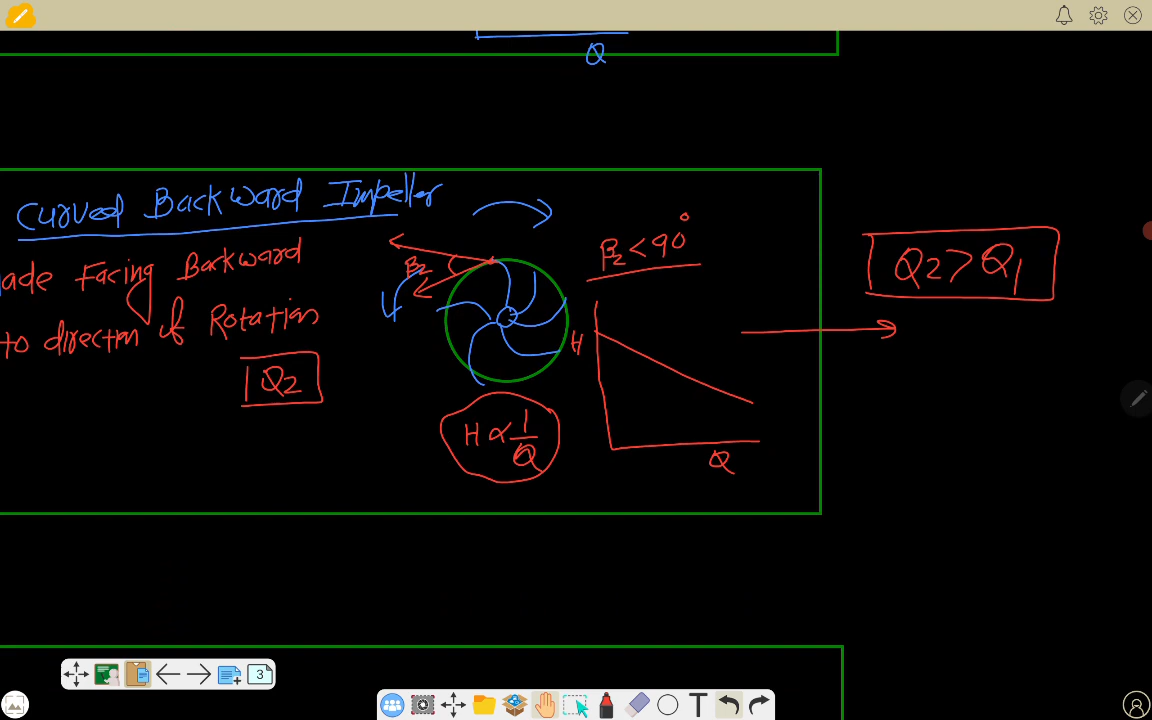 Q
Curved Backward Impeller
ade Facing Backward
to direction of Rotation
Q2
β2
H ∝ 1/Q
β2 < 90°
H
Q
Q2 > Q1
3
T